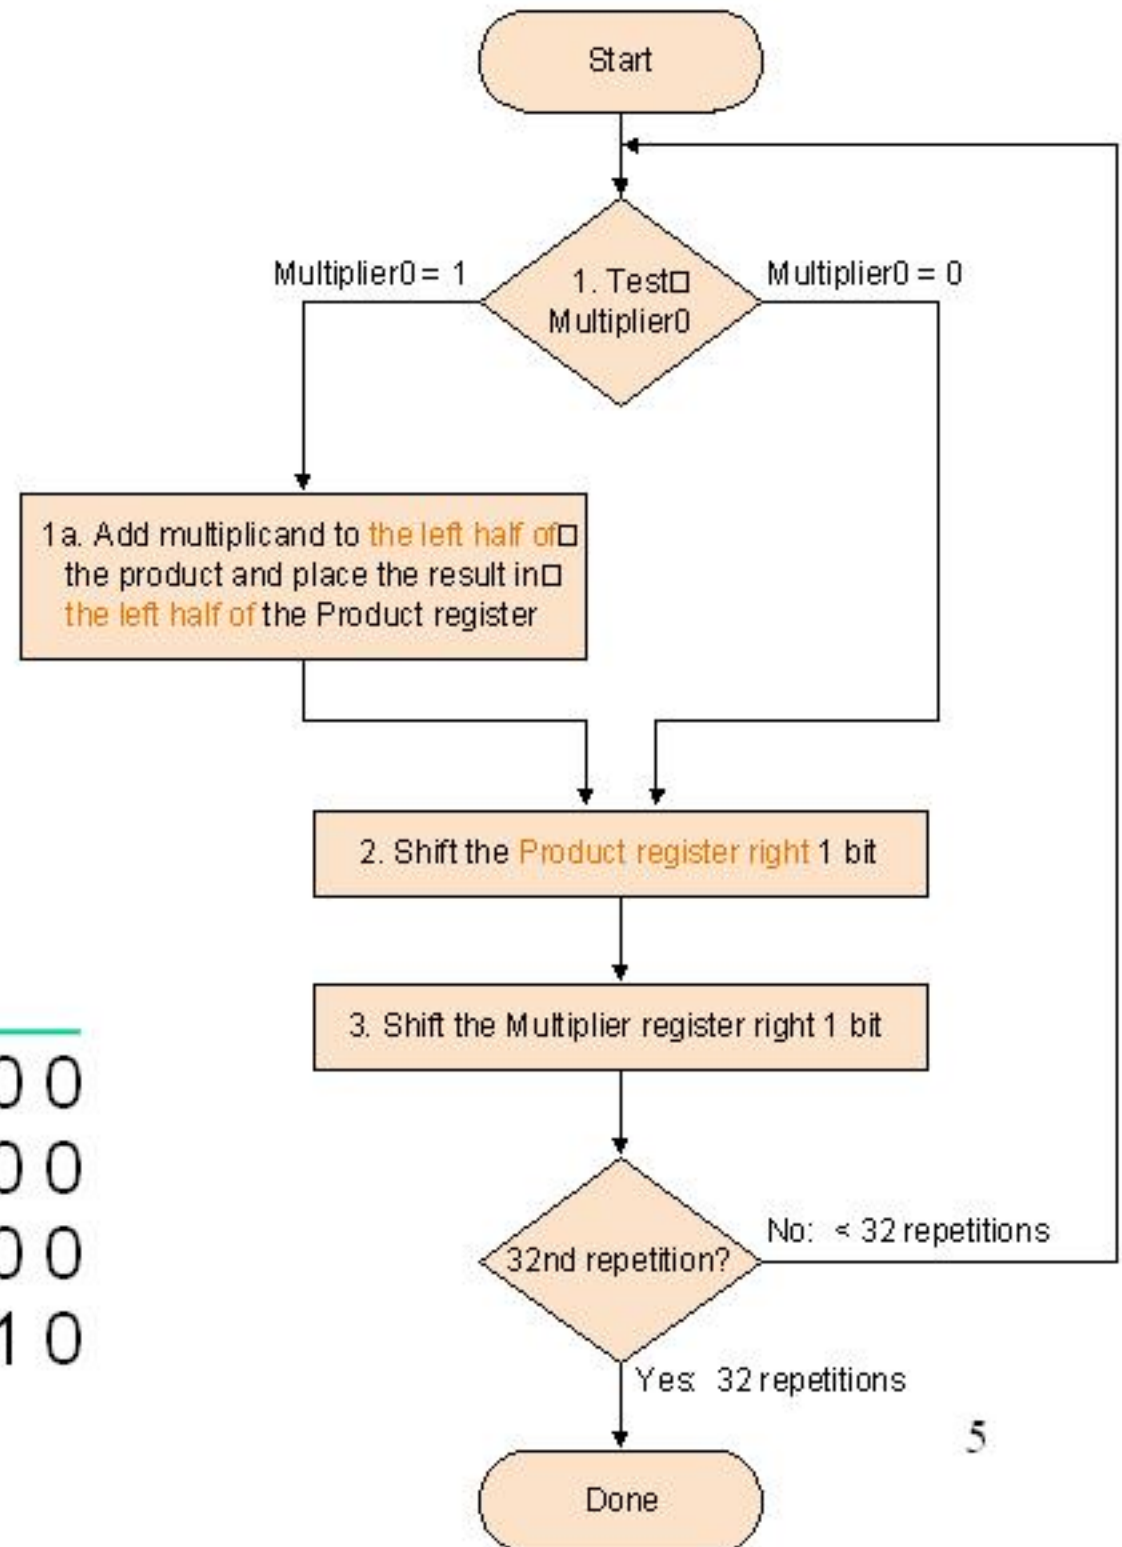 Start
Multiplier0 = 1
1. Test
Multiplier0
Multiplier0 = 0
1a. Add multiplicand to the left half of
the product and place the result in
the left half of the Product register
2. Shift the Product register right 1 bit
3. Shift the Multiplier register right 1 bit
0 0
0 0
0 0
1 0
32nd repetition?
No: < 32 repetitions
Yes: 32 repetitions
5
Done